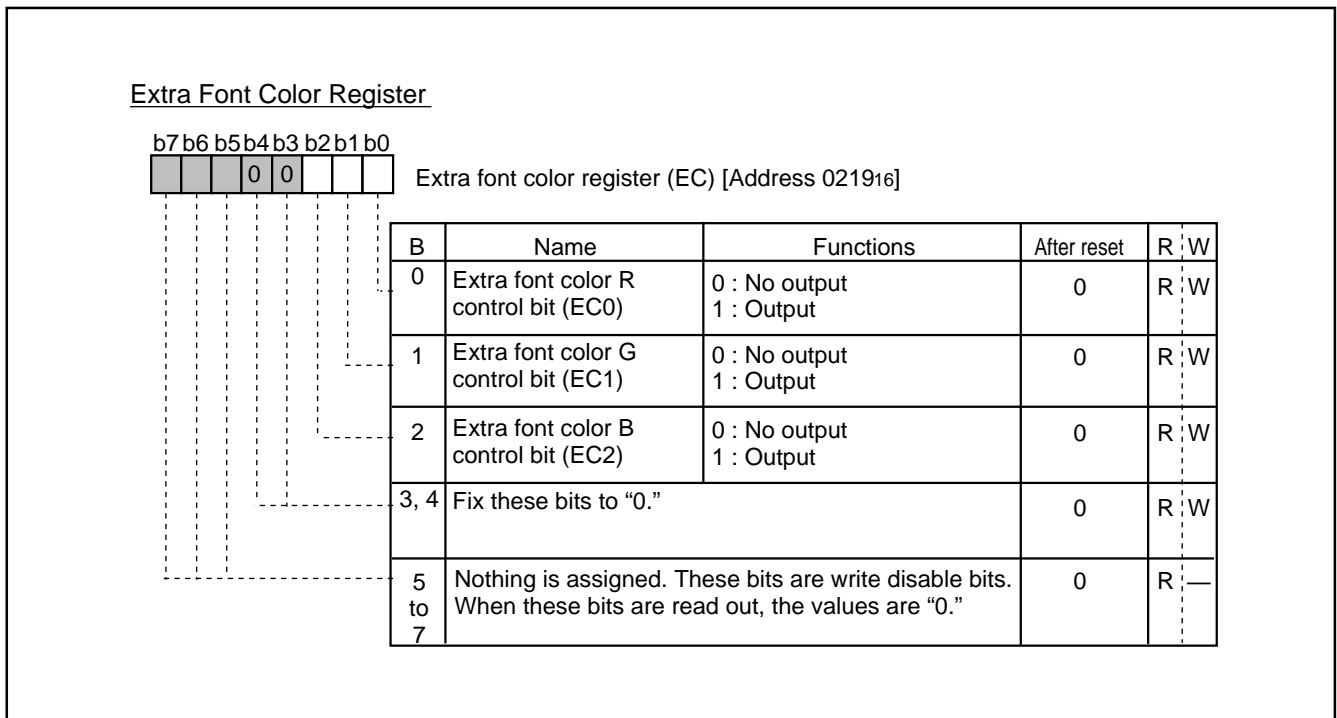 Extra Font Color Register
b7 b6 b5 b4 b3 b2 b1 b0
0 0
Extra font color register (EC) [Address 021916]
B Name Functions After reset R W
0 Extra font color R control bit (EC0) 0 : No output 0 R W
1 : Output
1 Extra font color G control bit (EC1) 0 : No output 0 R W
1 : Output
2 Extra font color B control bit (EC2) 0 : No output 0 R W
1 : Output
3, 4 Fix these bits to “0.” 0 R W
5 to 7 Nothing is assigned. These bits are write disable bits. 0 R —
When these bits are read out, the values are “0.”